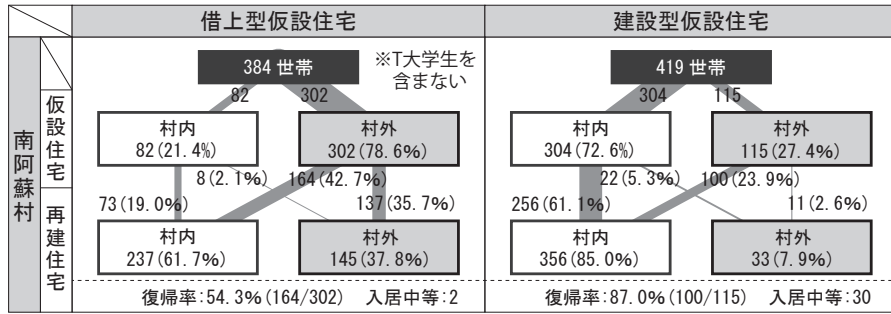 借上型仮設住宅
建設型仮設住宅
南阿蘇村
仮設住宅
再建住宅
384 世帯
※T大学生を
含まない
82
302
村内
82(21.4%)
村外
302(78.6%)
8(2.1%)
164(42.7%)
73(19.0%)
137(35.7%)
村内
237(61.7%)
村外
145(37.8%)
復帰率:54.3%(164/302) 入居中等:2
419 世帯
304
115
村内
304(72.6%)
村外
115(27.4%)
22(5.3%)
100(23.9%)
256(61.1%)
11(2.6%)
村内
356(85.0%)
村外
33(7.9%)
復帰率:87.0%(100/115) 入居中等:30